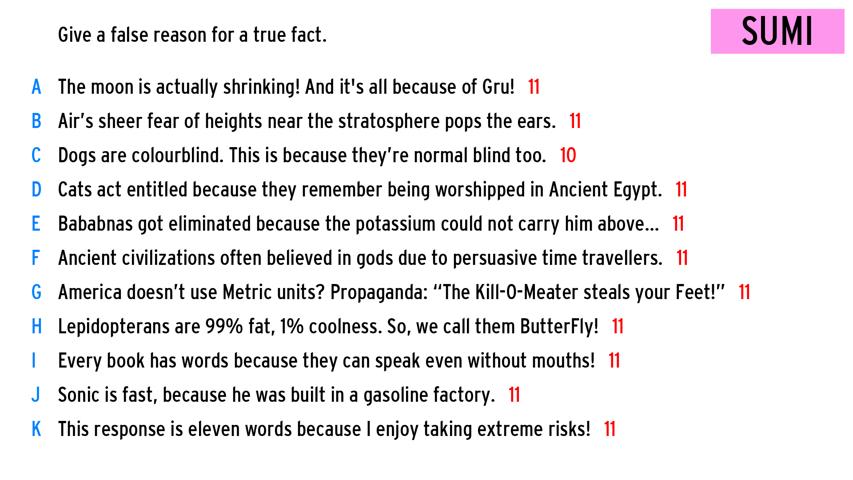 Give a false reason for a true fact.
SUMI
A The moon is actually shrinking! And it's all because of Gru! 11
B Air's sheer fear of heights near the stratosphere pops the ears. 11
C Dogs are colourblind. This is because they're normal blind too. 10
D Cats act entitled because they remember being worshipped in Ancient Egypt. 11
E Bababnas got eliminated because the potassium could not carry him above... 11
F Ancient civilizations often believed in gods due to persuasive time travellers. 11
G America doesn't use Metric units? Propaganda: “The Kill-O-Meater steals your Feet!” 11
H Lepidopterans are 99% fat, 1% coolness. So, we call them ButterFly! 11
I Every book has words because they can speak even without mouths! 11
J Sonic is fast, because he was built in a gasoline factory. 11
K This response is eleven words because I enjoy taking extreme risks! 11